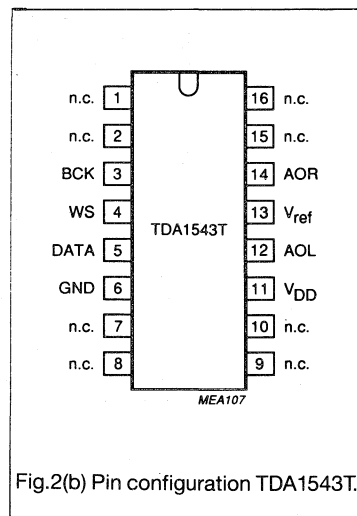 n.c. 1 16 n.c.
n.c. 2 15 n.c.
BCK 3 14 AOR
WS 4 13 Vref
TDA1543T
DATA 5 12 AOL
GND 6 11 VDD
n.c. 7 10 n.c.
n.c. 8 9 n.c.
MEA107
Fig.2(b) Pin configuration TDA1543T.